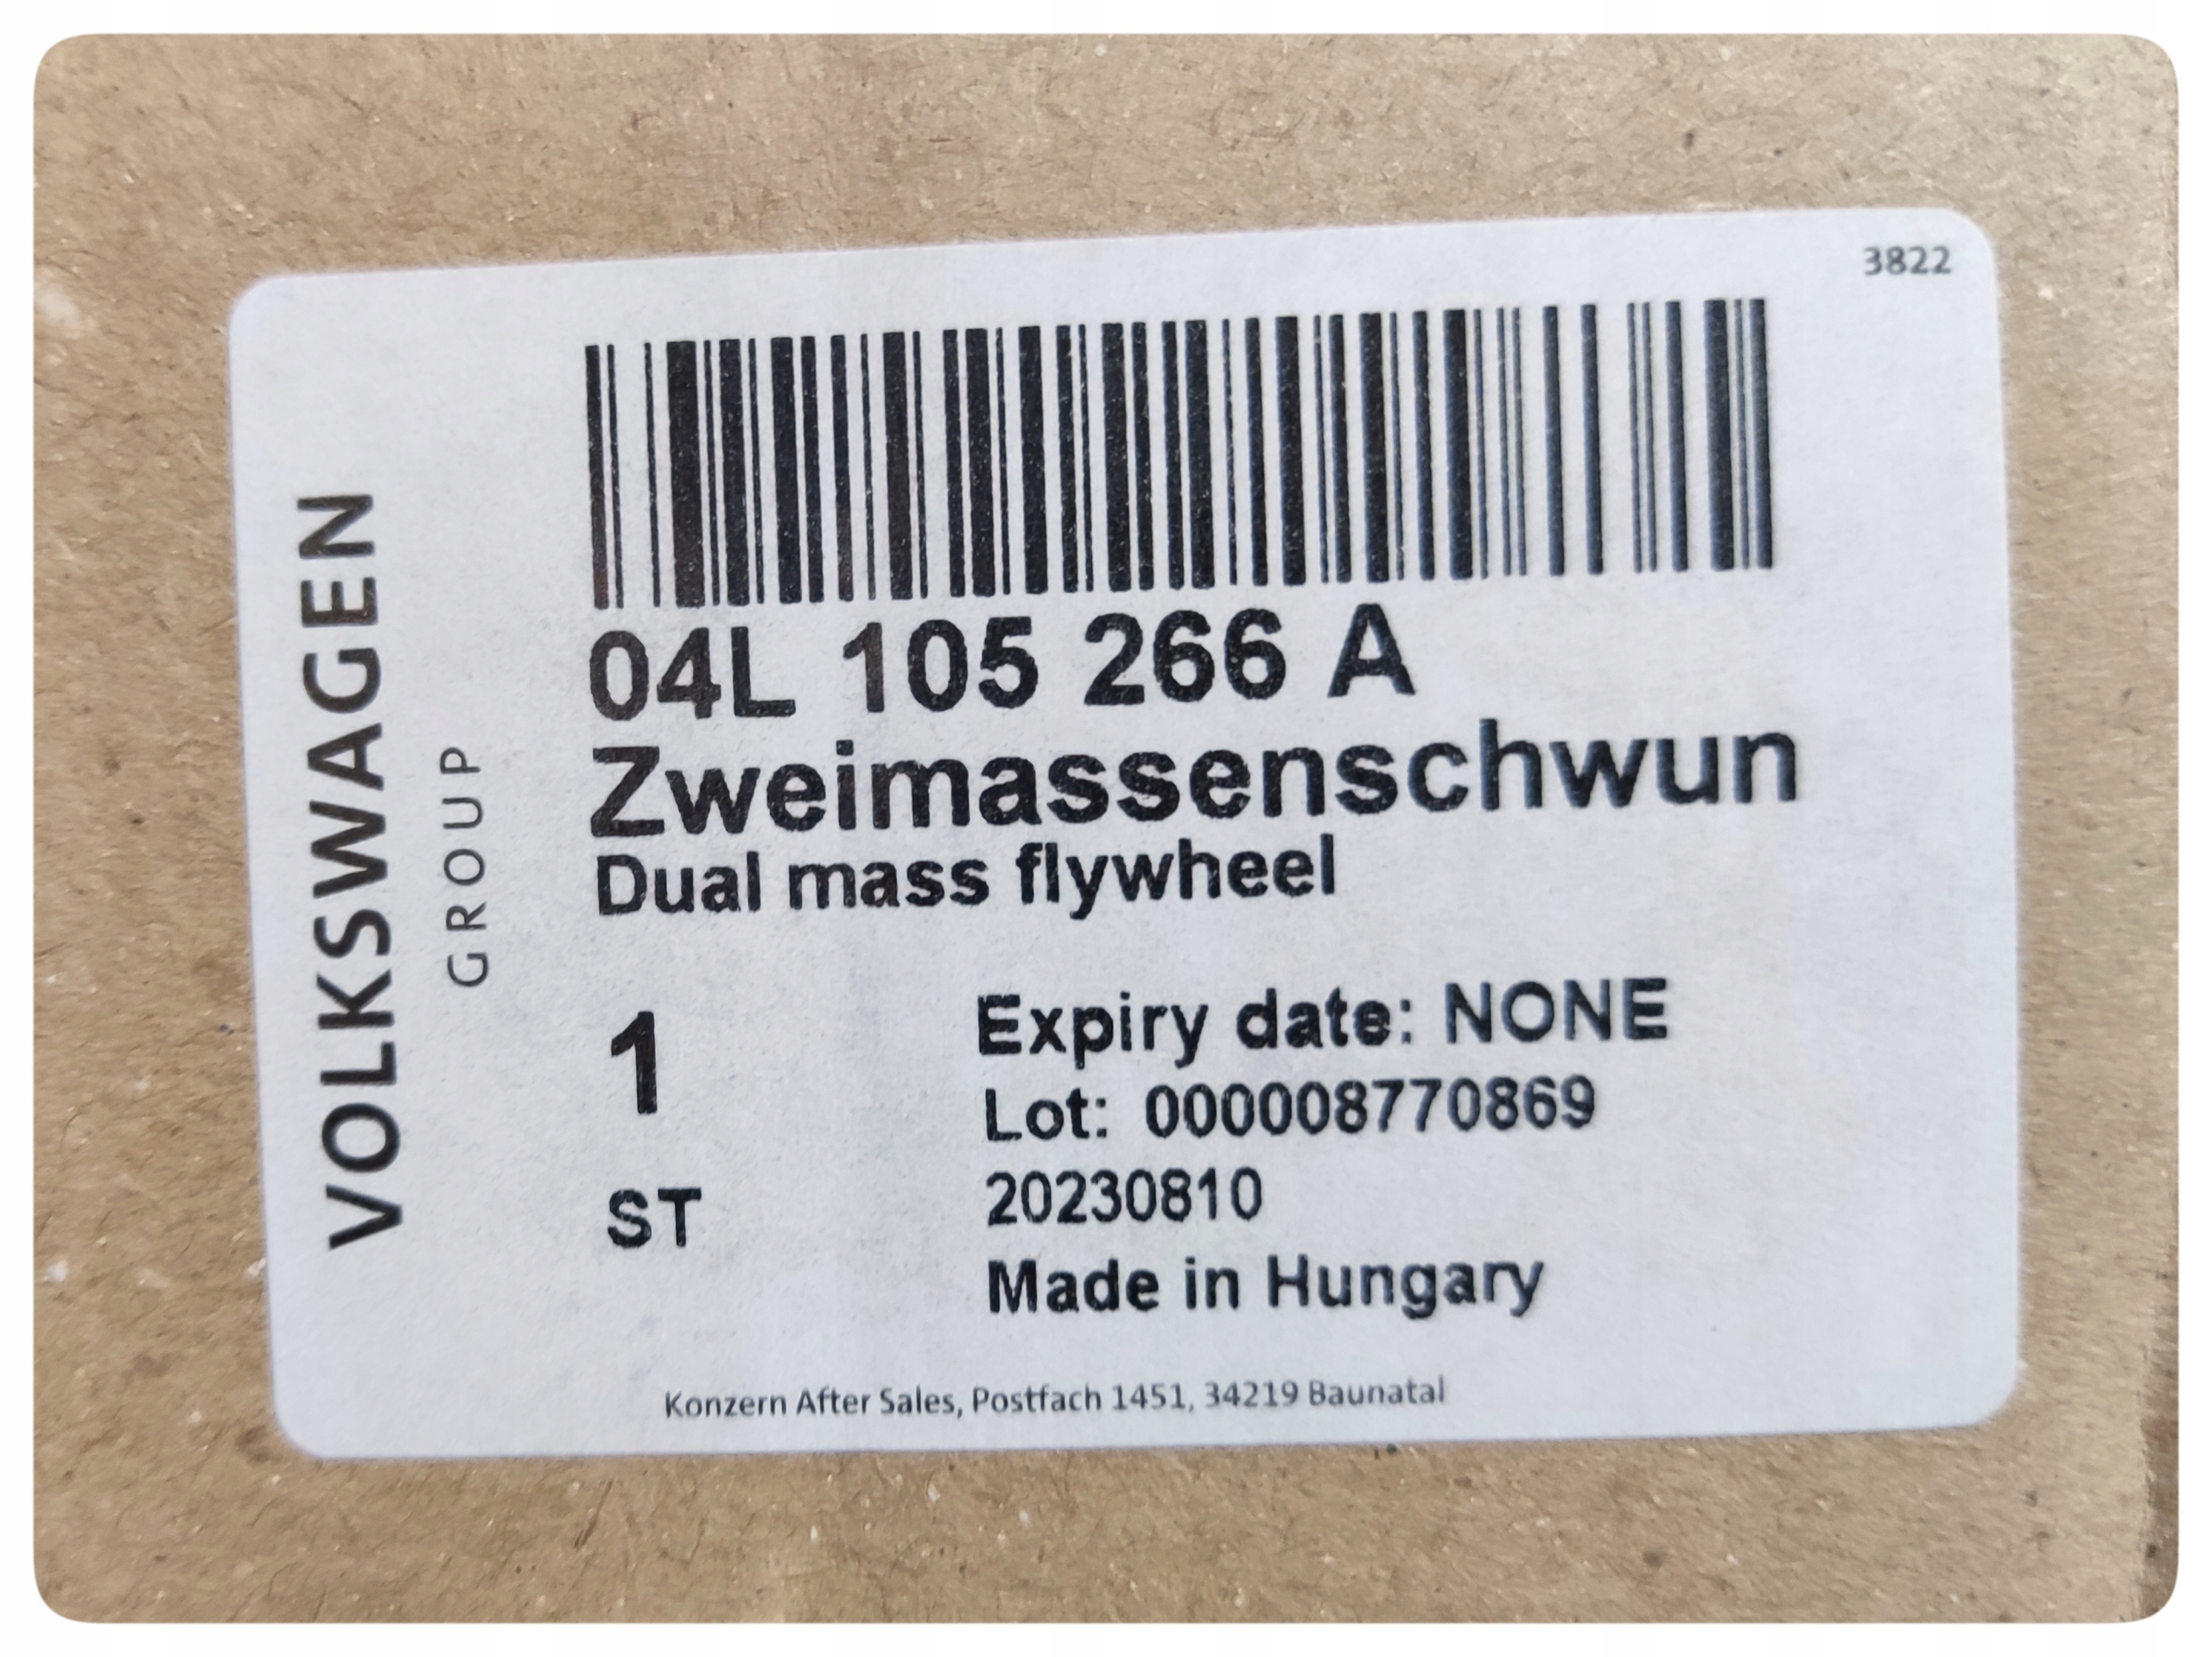 3822
VOLKSWAGEN
GROUP
04L 105 266 A
Zweimassenschwun
Dual mass flywheel
1
ST
Expiry date: NONE
Lot: 000008770869
20230810
Made in Hungary
Konzern After Sales, Postfach 1451, 34219 Baunatal